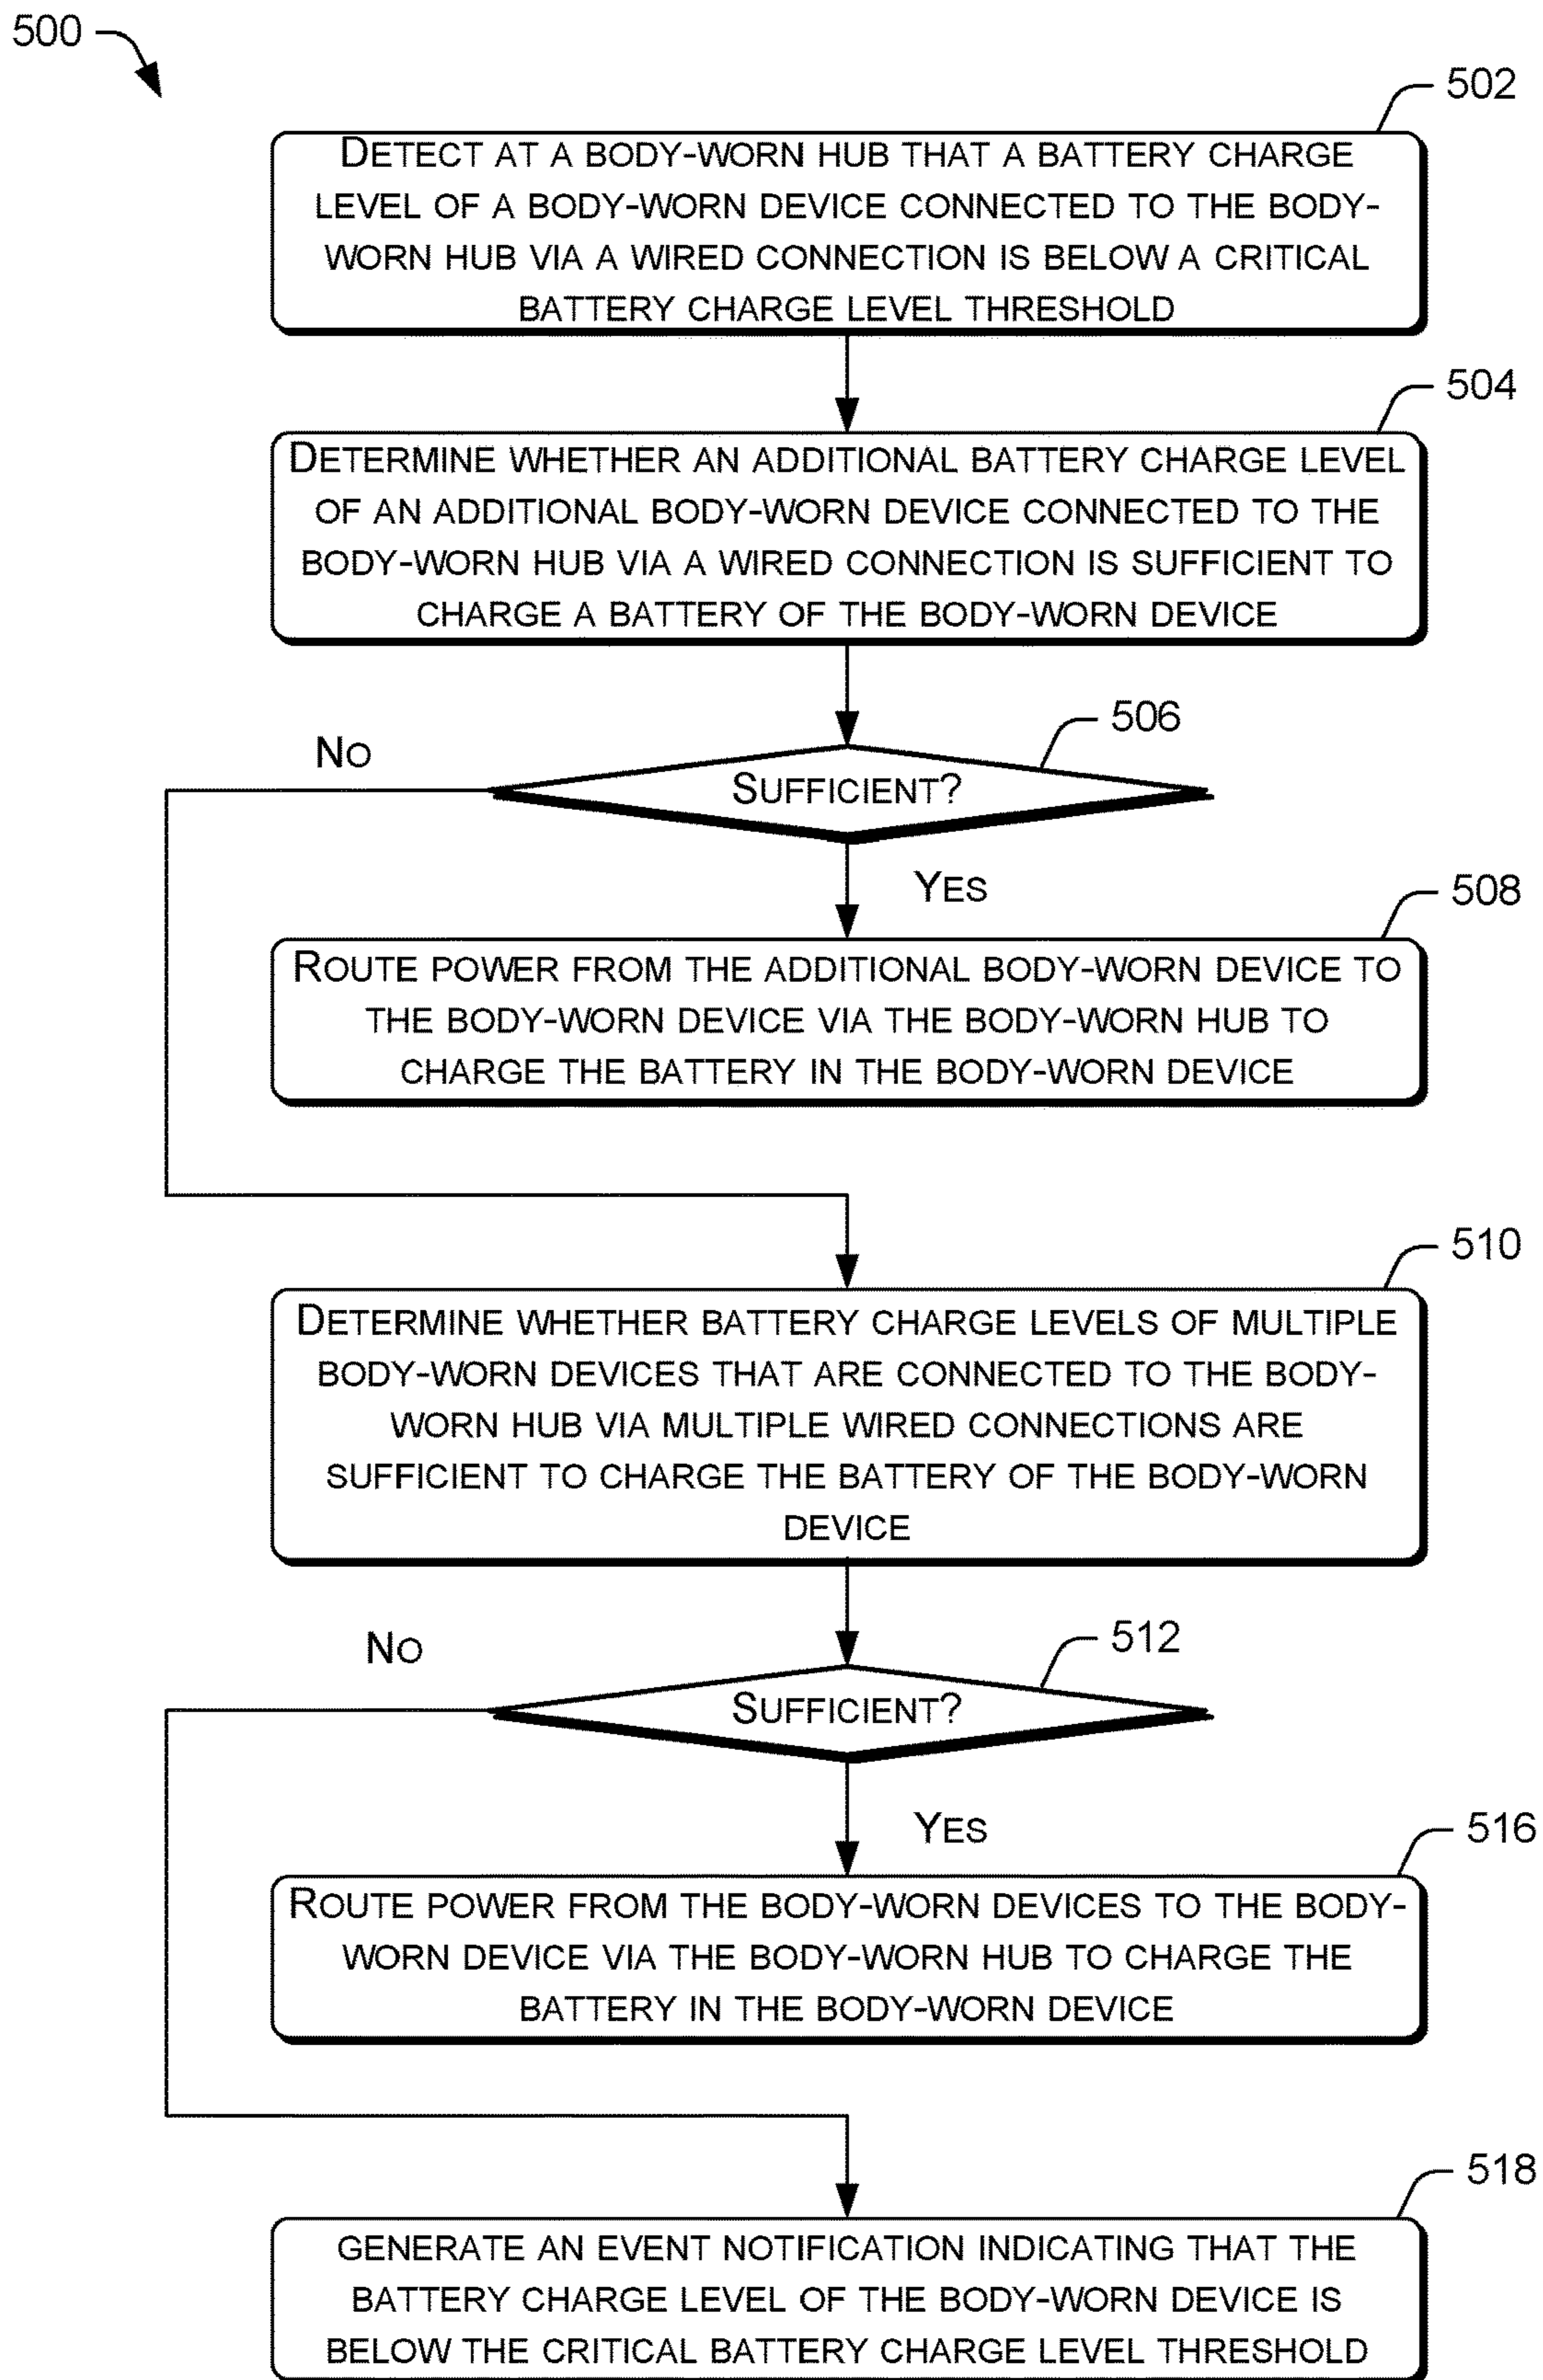 500
502
DETECT AT A BODY-WORN HUB THAT A BATTERY CHARGE
LEVEL OF A BODY-WORN DEVICE CONNECTED TO THE BODY-
WORN HUB VIA A WIRED CONNECTION IS BELOW A CRITICAL
BATTERY CHARGE LEVEL THRESHOLD
504
DETERMINE WHETHER AN ADDITIONAL BATTERY CHARGE LEVEL
OF AN ADDITIONAL BODY-WORN DEVICE CONNECTED TO THE
BODY-WORN HUB VIA A WIRED CONNECTION IS SUFFICIENT TO
CHARGE A BATTERY OF THE BODY-WORN DEVICE
506
NO
SUFFICIENT?
YES
508
ROUTE POWER FROM THE ADDITIONAL BODY-WORN DEVICE TO
THE BODY-WORN DEVICE VIA THE BODY-WORN HUB TO
CHARGE THE BATTERY IN THE BODY-WORN DEVICE
510
DETERMINE WHETHER BATTERY CHARGE LEVELS OF MULTIPLE
BODY-WORN DEVICES THAT ARE CONNECTED TO THE BODY-
WORN HUB VIA MULTIPLE WIRED CONNECTIONS ARE
SUFFICIENT TO CHARGE THE BATTERY OF THE BODY-WORN
DEVICE
512
NO
SUFFICIENT?
YES
516
ROUTE POWER FROM THE BODY-WORN DEVICES TO THE BODY-
WORN DEVICE VIA THE BODY-WORN HUB TO CHARGE THE
BATTERY IN THE BODY-WORN DEVICE
518
GENERATE AN EVENT NOTIFICATION INDICATING THAT THE
BATTERY CHARGE LEVEL OF THE BODY-WORN DEVICE IS
BELOW THE CRITICAL BATTERY CHARGE LEVEL THRESHOLD